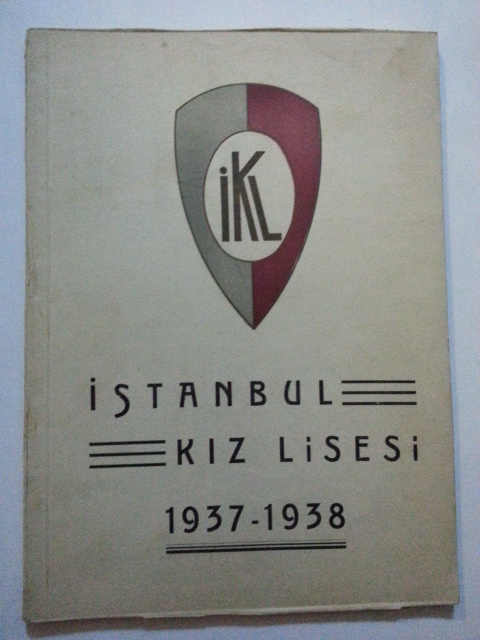 İKL
İSTANBUL
KIZ LİSESİ
1937-1938